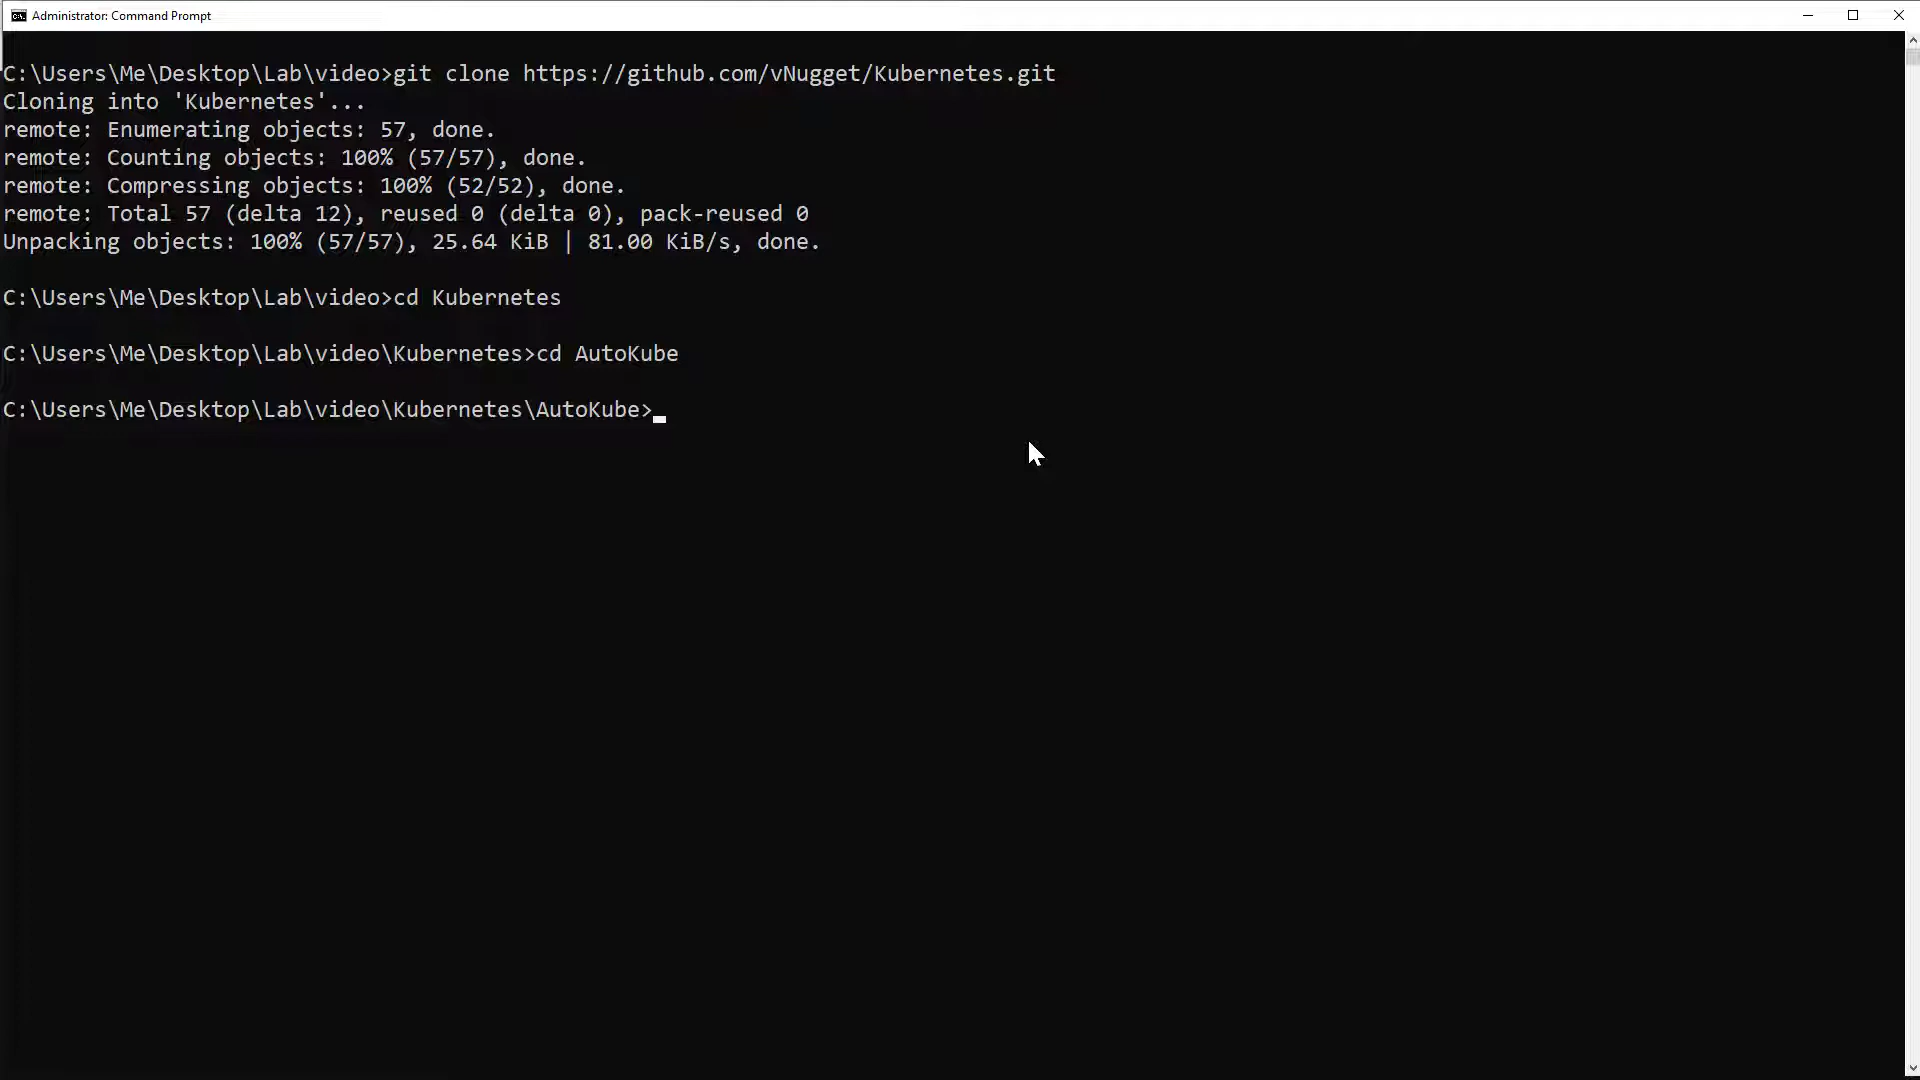 Administrator: Command Prompt
C:\Users\Me\Desktop\Lab\video>git clone https://github.com/vNugget/Kubernetes.git
Cloning into 'Kubernetes'...
remote: Enumerating objects: 57, done.
remote: Counting objects: 100% (57/57), done.
remote: Compressing objects: 100% (52/52), done.
remote: Total 57 (delta 12), reused 0 (delta 0), pack-reused 0
Unpacking objects: 100% (57/57), 25.64 KiB | 81.00 KiB/s, done.
C:\Users\Me\Desktop\Lab\video>cd Kubernetes
C:\Users\Me\Desktop\Lab\video\Kubernetes>cd AutoKube
C:\Users\Me\Desktop\Lab\video\Kubernetes\AutoKube>